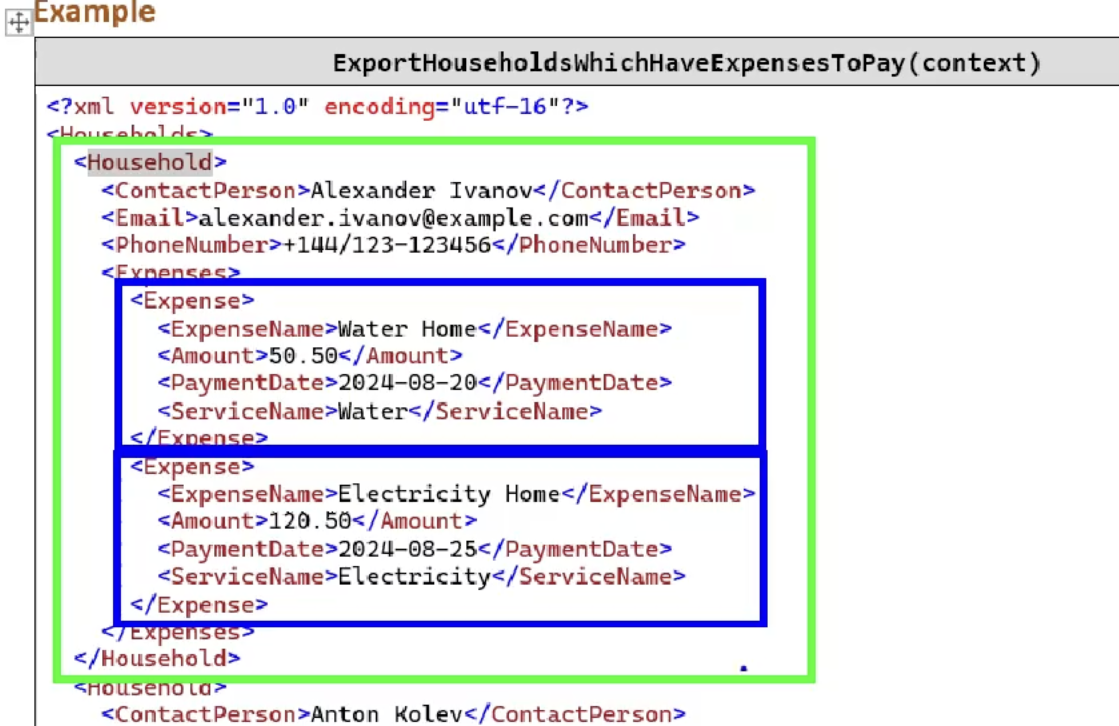 Example
ExportHouseholdsWhichHaveExpensesToPay(context)
<?xml version="1.0" encoding="utf-16"?>
<Households>
<Household>
<ContactPerson>Alexander Ivanov</ContactPerson>
<Email>alexander.ivanov@example.com</Email>
<PhoneNumber>+144/123-123456</PhoneNumber>
<Expenses>
<Expense>
<ExpenseName>Water Home</ExpenseName>
<Amount>50.50</Amount>
<PaymentDate>2024-08-20</PaymentDate>
<ServiceName>Water</ServiceName>
</Expense>
<Expense>
<ExpenseName>Electricity Home</ExpenseName>
<Amount>120.50</Amount>
<PaymentDate>2024-08-25</PaymentDate>
<ServiceName>Electricity</ServiceName>
</Expense>
</Expenses>
</Household>
<Household>
<ContactPerson>Anton Kolev</ContactPerson>